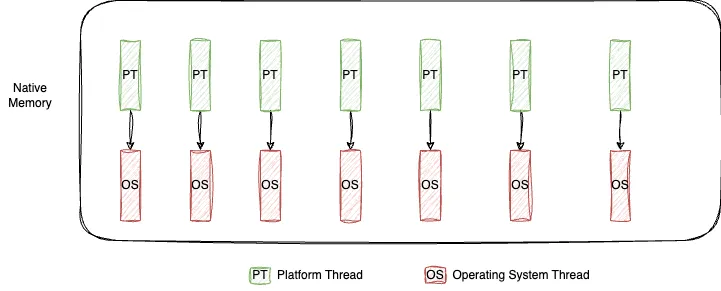 PT PT PT PT PT PT PT
Native
Memory
OS OS OS OS OS OS OS
PT Platform Thread OS Operating System Thread